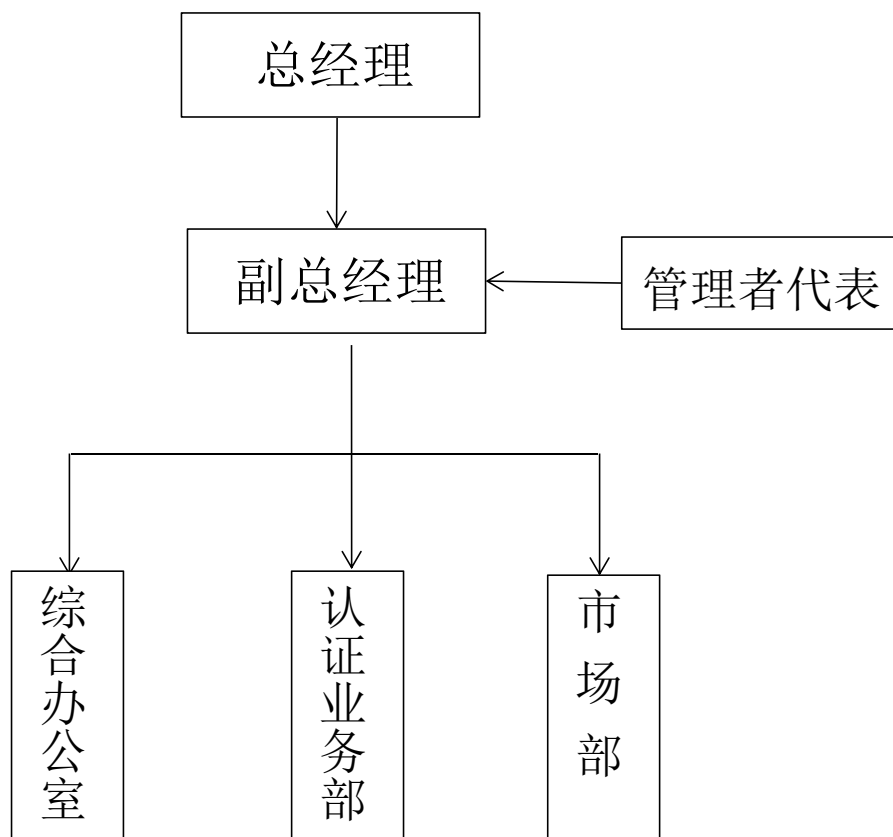 总经理
副总经理
管理者代表
综合办公室
认证业务部
市场部